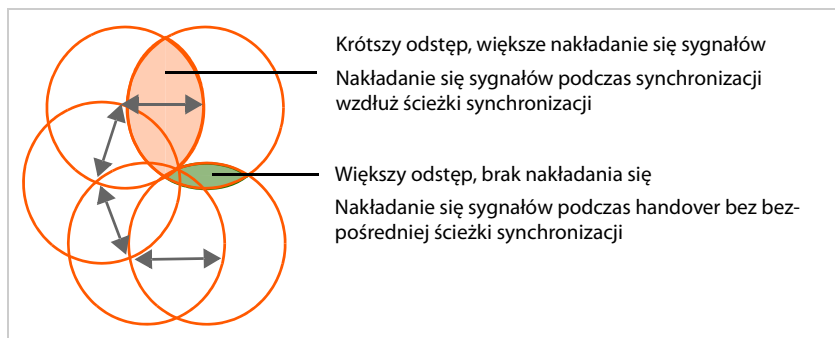 Krótszy odstęp, większe nakładanie się sygnałów
Nakładanie się sygnałów podczas synchronizacji
wzdłuż ścieżki synchronizacji
Większy odstęp, brak nakładania się
Nakładanie się sygnałów podczas handover bez bez-
pośredniej ścieżki synchronizacji